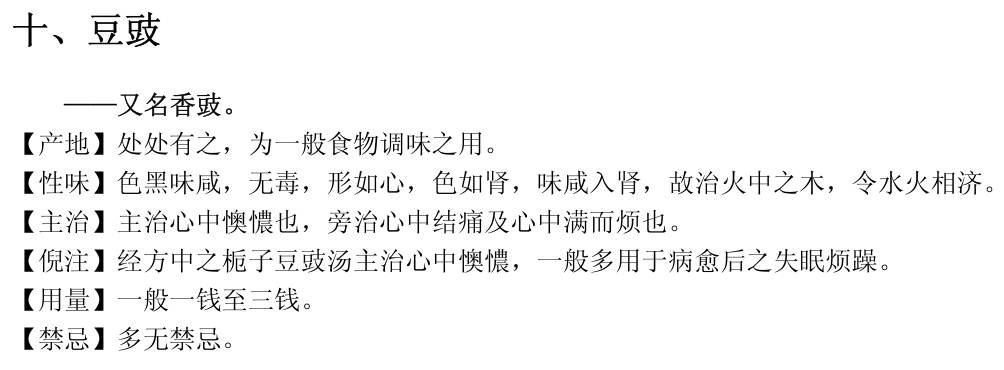 十、豆豉
——又名香豉。
【产地】处处有之，为一般食物调味之用。
【性味】色黑味咸，无毒，形如心，色如肾，味咸入肾，故治火中之木，令水火相济。
【主治】主治心中懊憹也，旁治心中结痛及心中满而烦也。
【倪注】经方中之栀子豆豉汤主治心中懊憹，一般多用于病愈后之失眠烦躁。
【用量】一般一钱至三钱。
【禁忌】多无禁忌。